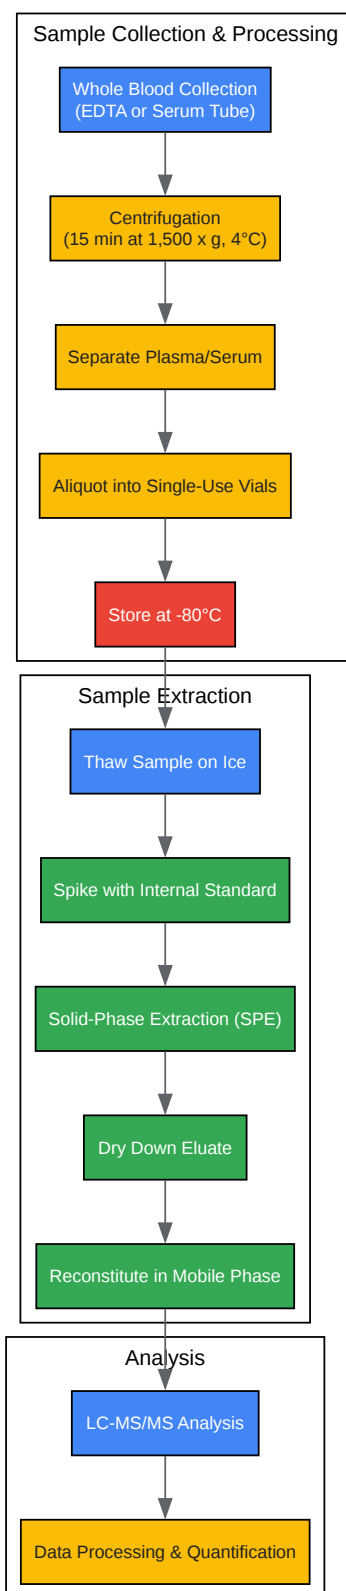 Sample Collection & Processing
Whole Blood Collection
(EDTA or Serum Tube)
Centrifugation
(15 min at 1,500 x g, 4°C)
Separate Plasma/Serum
Aliquot into Single-Use Vials
Store at -80°C
Sample Extraction
Thaw Sample on Ice
Spike with Internal Standard
Solid-Phase Extraction (SPE)
Dry Down Eluate
Reconstitute in Mobile Phase
Analysis
LC-MS/MS Analysis
Data Processing & Quantification